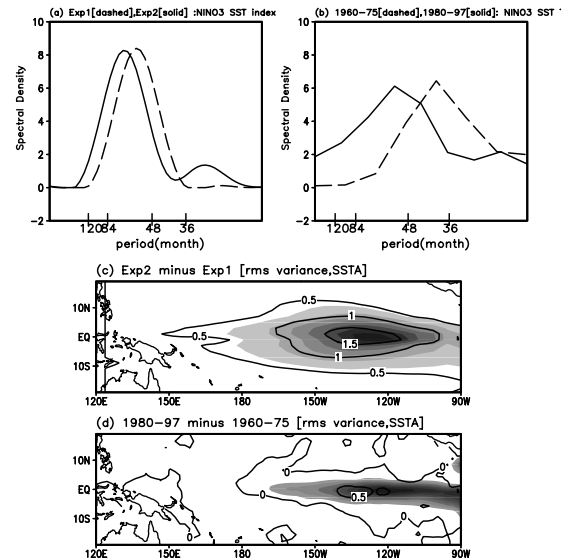 (a) Exp1[dashed],Exp2[solid] :NINO3 SST index
(b) 1960-75[dashed],1980-97[solid]: NINO3 SST
10
8
6
4
2
0
-2
Spectral Density
48
36
period(month)
10
8
6
4
2
0
-2
Spectral Density
48
36
period(month)
(c) Exp2 minus Exp1 [rms variance,SSTA]
10N
EQ
10S
0.5
0.5
1
1.5
1
0.5
120E
150E
180
150W
120W
90W
(d) 1980-97 minus 1960-75 [rms variance,SSTA]
10N
EQ
10S
0
0
0
0.5
0
0
0
120E
150E
180
150W
120W
90W